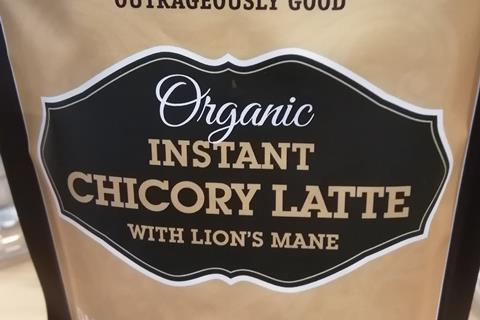 OUTRAGEOUSLY GOOD
Organic
INSTANT
CHICORY LATTE
WITH LION'S MANE